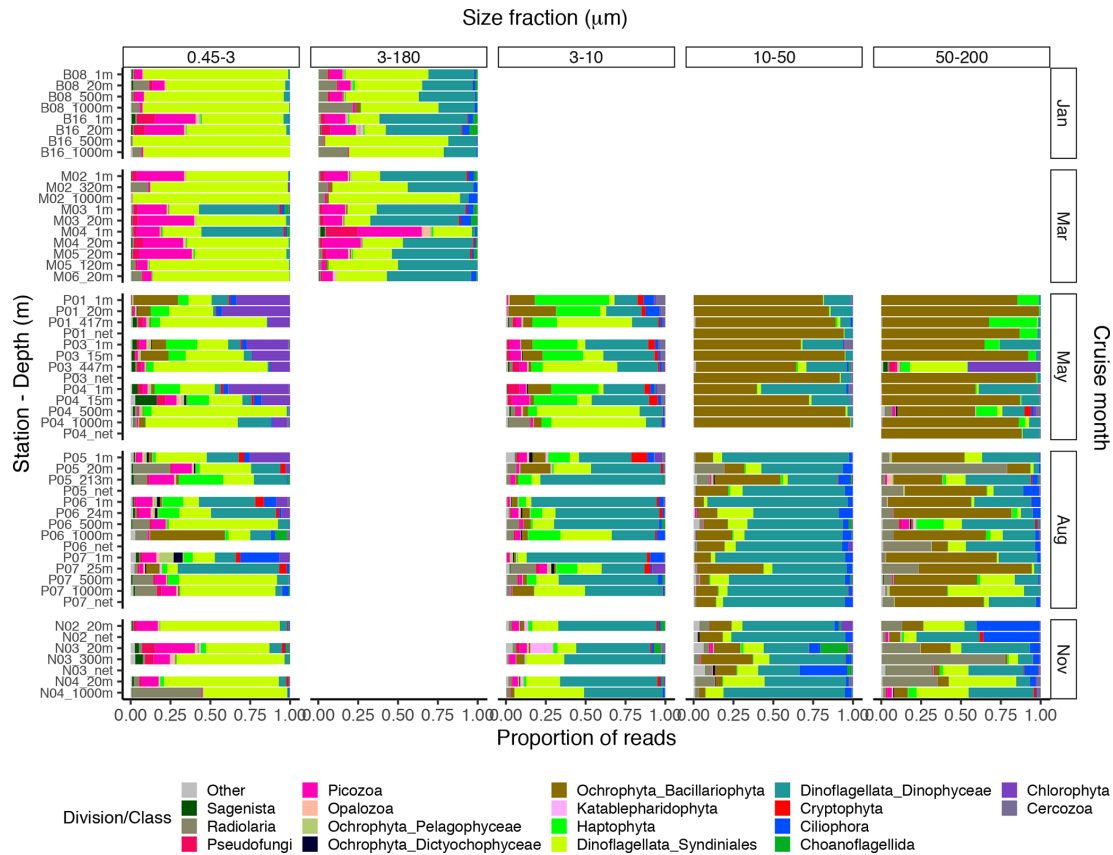 Size fraction (μm)
0.45-3 3-180 3-10 10-50 50-200
B08_1m
B08_20m
B08_500m
B08_1000m
B16_1m
B16_20m
B16_500m
B16_1000m
Jan
M02_1m
M02_320m
M02_1000m
M03_1m
M03_20m
M04_1m
M04_20m
M05_20m
M05_120m
M06_20m
Mar
P01_1m
P01_20m
P01_417m
P01_net
P03_1m
P03_15m
P03_447m
P03_net
P04_1m
P04_15m
P04_500m
P04_1000m
P04_net
May
P05_1m
P05_20m
P05_213m
P05_net
P06_1m
P06_24m
P06_500m
P06_1000m
P06_net
P07_1m
P07_25m
P07_500m
P07_1000m
P07_net
Aug
N02_20m
N02_net
N03_20m
N03_300m
N03_net
N04_20m
N04_1000m
Nov
Station - Depth (m)
Cruise month
0.00 0.25 0.50 0.75 1.00 0.00 0.25 0.50 0.75 1.00 0.00 0.25 0.50 0.75 1.00 0.00 0.25 0.50 0.75 1.00 0.00 0.25 0.50 0.75 1.00
Proportion of reads
Division/Class
Other Picozoa Ochrophyta_Bacillariophyta Dinoflagellata_Dinophyceae Chlorophyta
Sagenista Opalozoa Katablepharidophyta Cryptophyta Cercozoa
Radiolaria Ochrophyta_Pelagophyceae Haptophyta Ciliophora
Pseudofungi Ochrophyta_Dictyochophyceae Dinoflagellata_Syndiniales Choanoflagellida